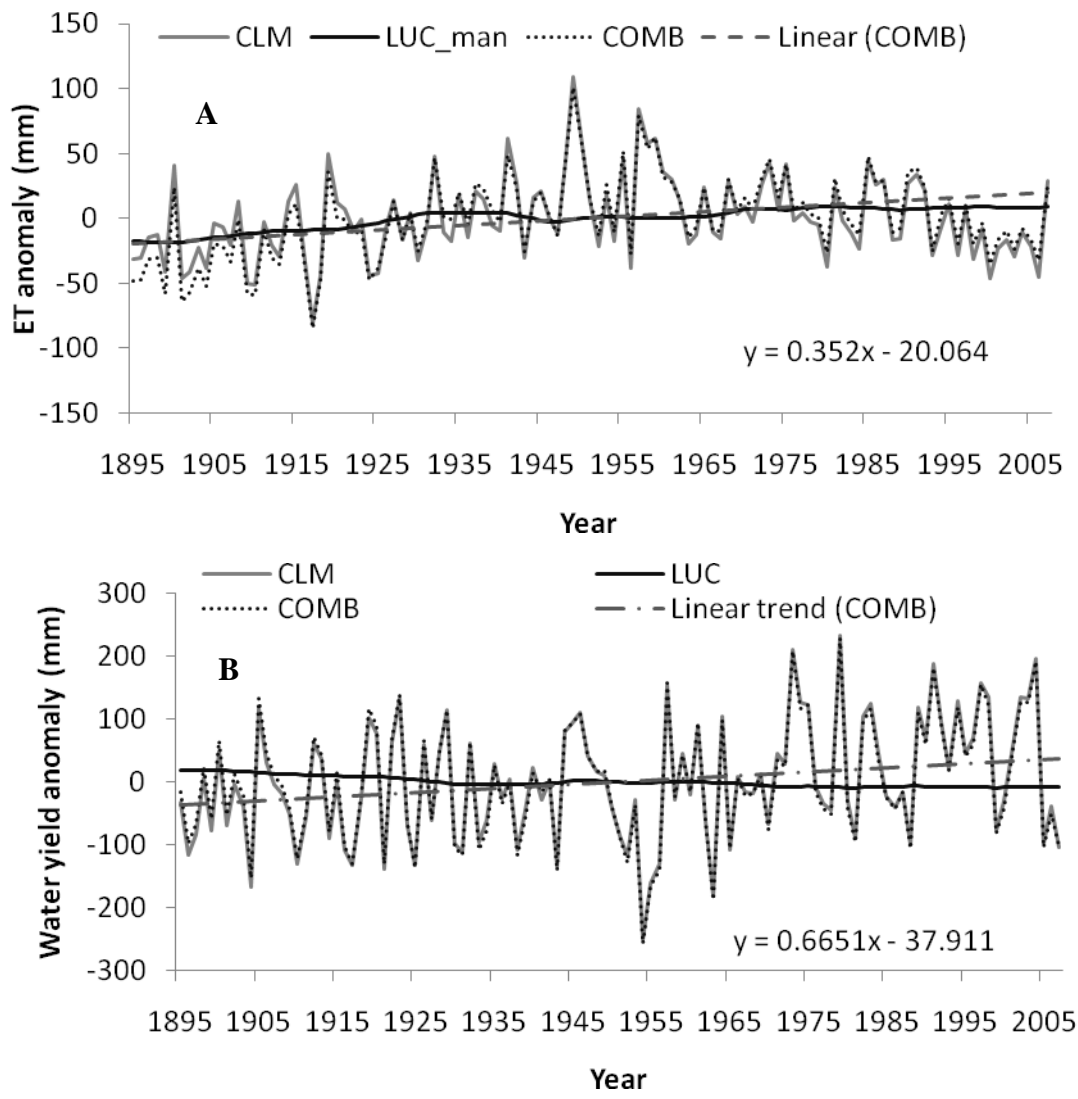 150
CLM LUC_man COMB Linear (COMB)
100
A
50
0
-50
-100
y = 0.352x - 20.064
-150
ET anomaly (mm)
1895 1905 1915 1925 1935 1945 1955 1965 1975 1985 1995 2005
Year
CLM LUC
300
COMB Linear trend (COMB)
200
B
100
0
-100
-200
y = 0.6651x - 37.911
-300
Water yield anomaly (mm)
1895 1905 1915 1925 1935 1945 1955 1965 1975 1985 1995 2005
Year